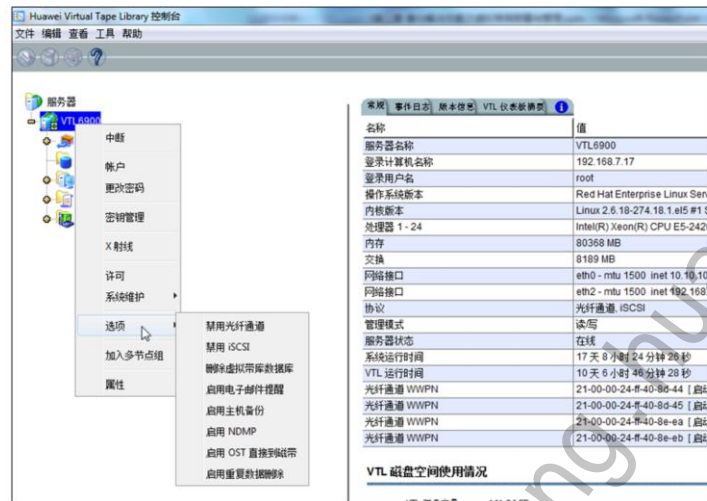 Huawei Virtual Tape Library 控制台
文件 编辑 查看 工具 帮助
服务器
VTL6900
中断
帐户
更改密码
密钥管理
X 射线
许可
系统维护
选项
加入多节点组
属性
禁用光纤通道
禁用 iSCSI
删除虚拟带库数据库
启用电子邮件提醒
启用主机备份
启用 NDMP
启用 OST 直接到磁带
启用重复数据删除
常规 事件日志 版本信息 VTL 仪表板摘要
名称 值
服务器名称 VTL6900
登录计算机名称 192.168.7.17
登录用户名 root
操作系统版本 Red Hat Enterprise Linux Serv
内核版本 Linux 2.6.18-274.18.1.el5 #1 S
处理器 1 - 24 Intel(R) Xeon(R) CPU E5-242
内存 80368 MB
交换 8189 MB
网络接口 eth0 - mtu 1500 inet 10.10.10
网络接口 eth2 - mtu 1500 inet 192.168
协议 光纤通道, iSCSI
管理模式 读/写
服务器状态 在线
系统运行时间 17 天 8 小时 24 分钟 26 秒
VTL 运行时间 10 天 6 小时 46 分钟 28 秒
光纤通道 WWPN 21-00-00-24-ff-40-8d-44 [ 启动
光纤通道 WWPN 21-00-00-24-ff-40-8d-45 [ 启动
光纤通道 WWPN 21-00-00-24-ff-40-8e-ea [ 启动
光纤通道 WWPN 21-00-00-24-ff-40-8e-eb [ 启动
VTL 磁盘空间使用情况